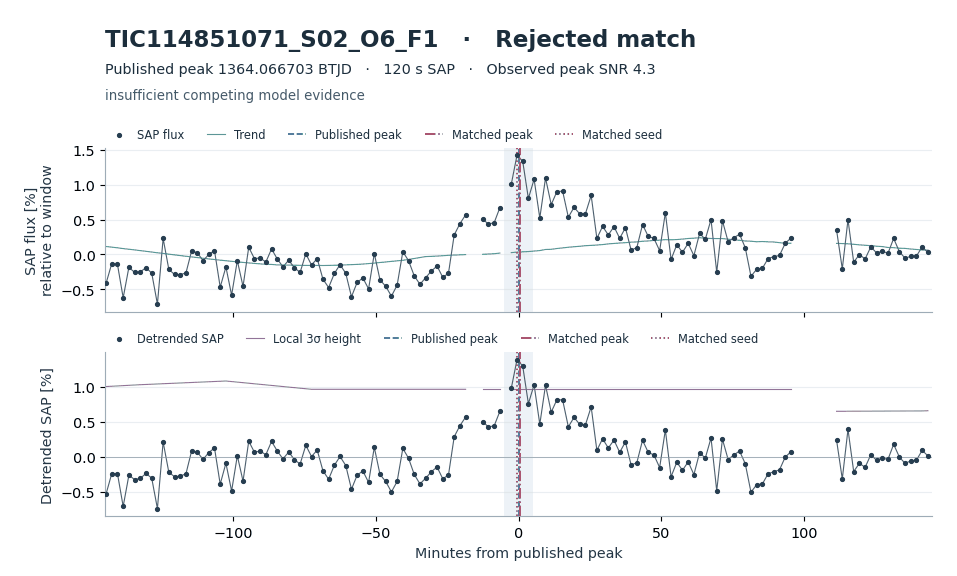 TIC114851071_S02_O6_F1 · Rejected match
Published peak 1364.066703 BTJD · 120 s SAP · Observed peak SNR 4.3
insufficient competing model evidence
SAP flux Trend Published peak Matched peak Matched seed
SAP flux [%]
relative to window
1.5
1.0
0.5
0.0
−0.5
Detrended SAP Local 3σ height Published peak Matched peak Matched seed
Detrended SAP [%]
1.0
0.5
0.0
−0.5
−100 −50 0 50 100
Minutes from published peak